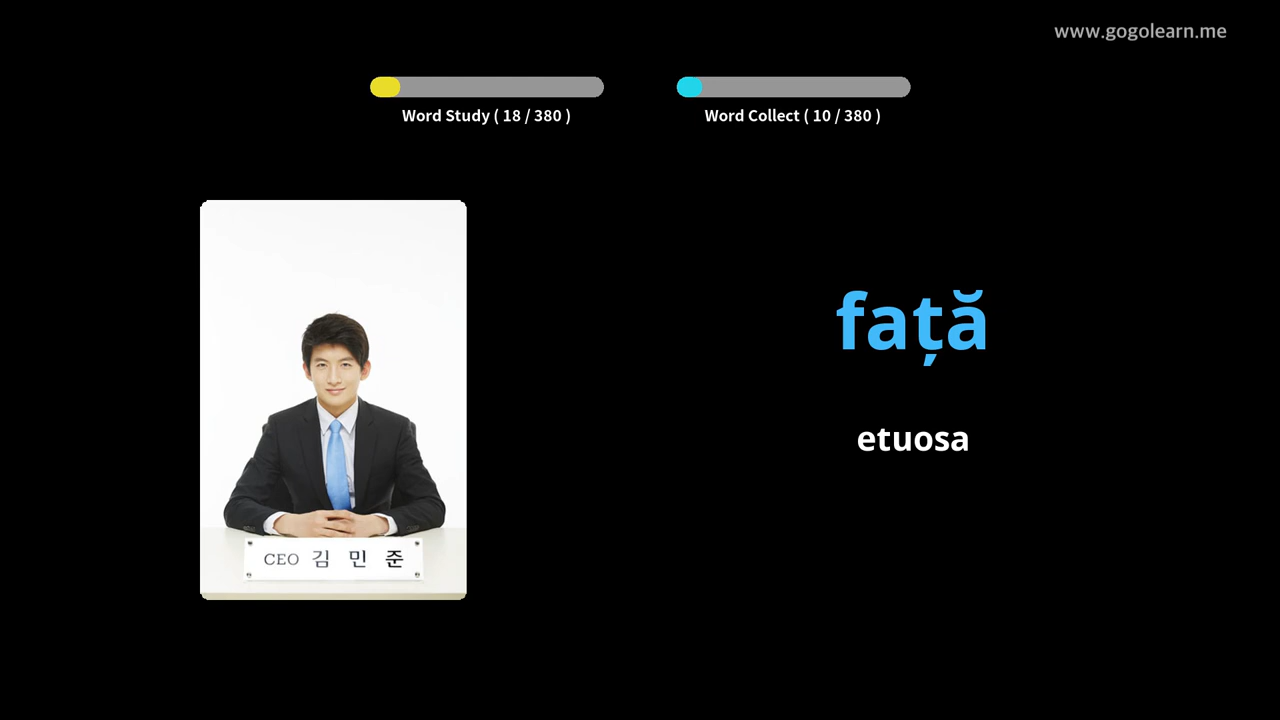 www.gogolearn.me
Word Study ( 18 / 380 )
Word Collect ( 10 / 380 )
față
etuosa
CEO 김 민 준